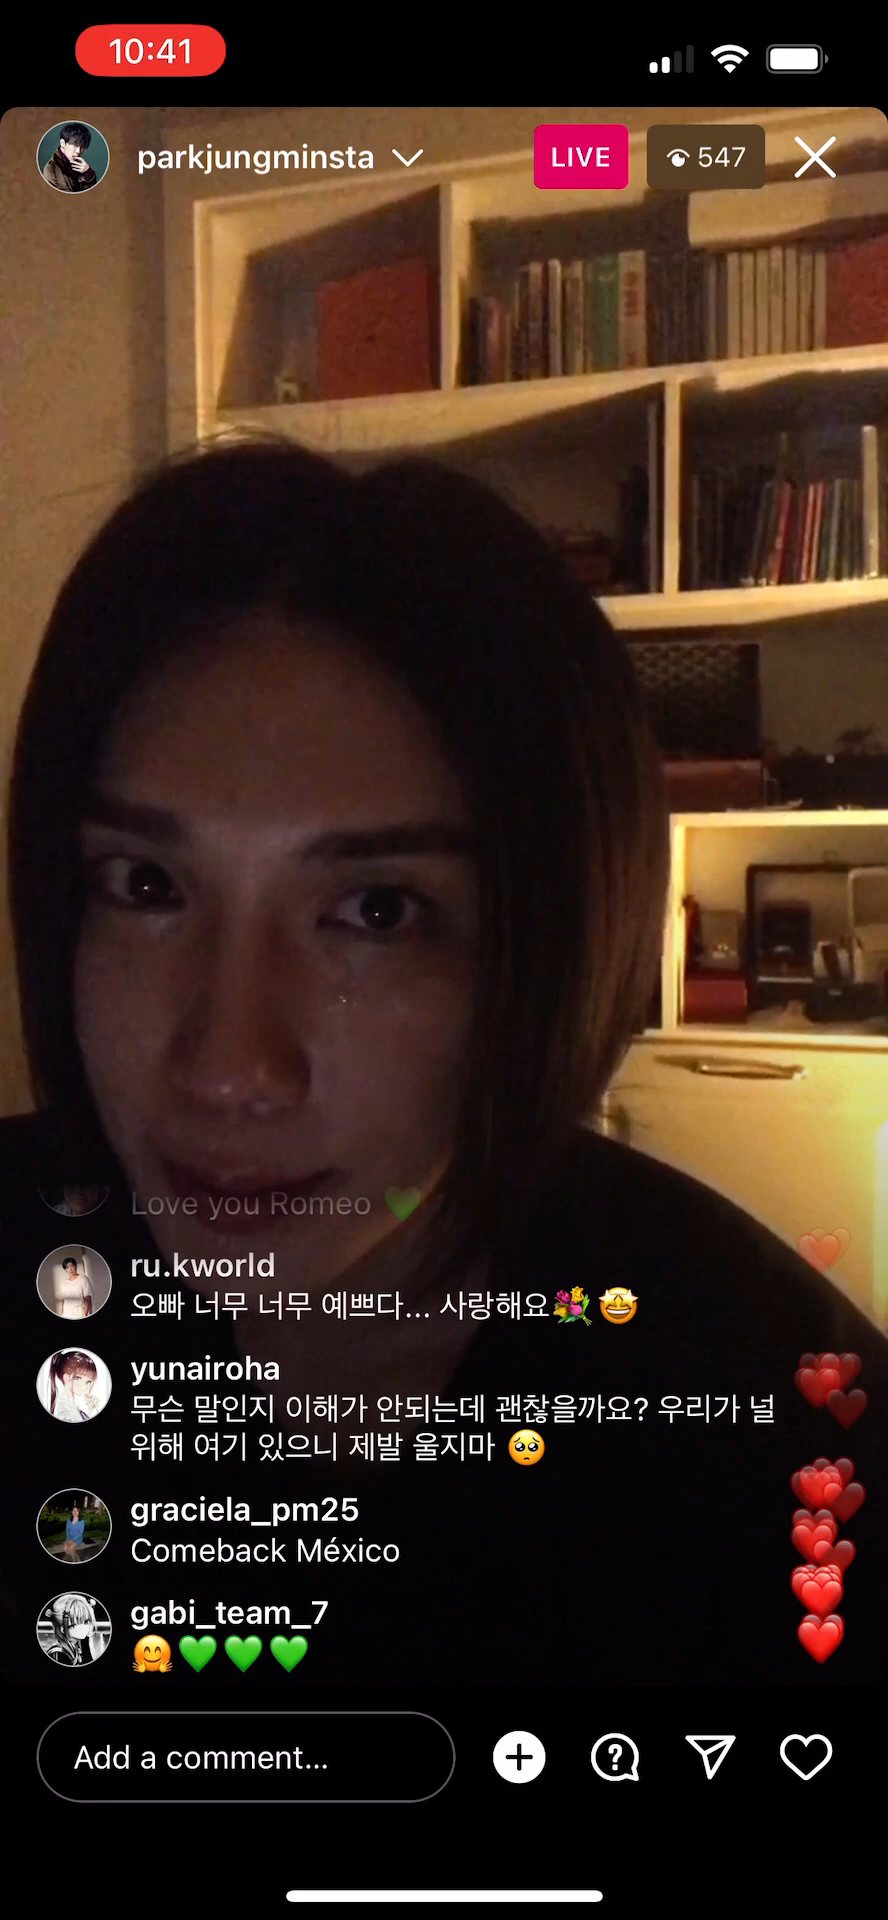 10:41
parkjungminsta
LIVE
547
Love you Romeo 💚
ru.kworld
오빠 너무 너무 예쁘다... 사랑해요💐🤩
yunairoha
무슨 말인지 이해가 안되는데 괜찮을까요? 우리가 널
위해 여기 있으니 제발 울지마 🥺
graciela_pm25
Comeback México
gabi_team_7
🤗💚💚💚
Add a comment...